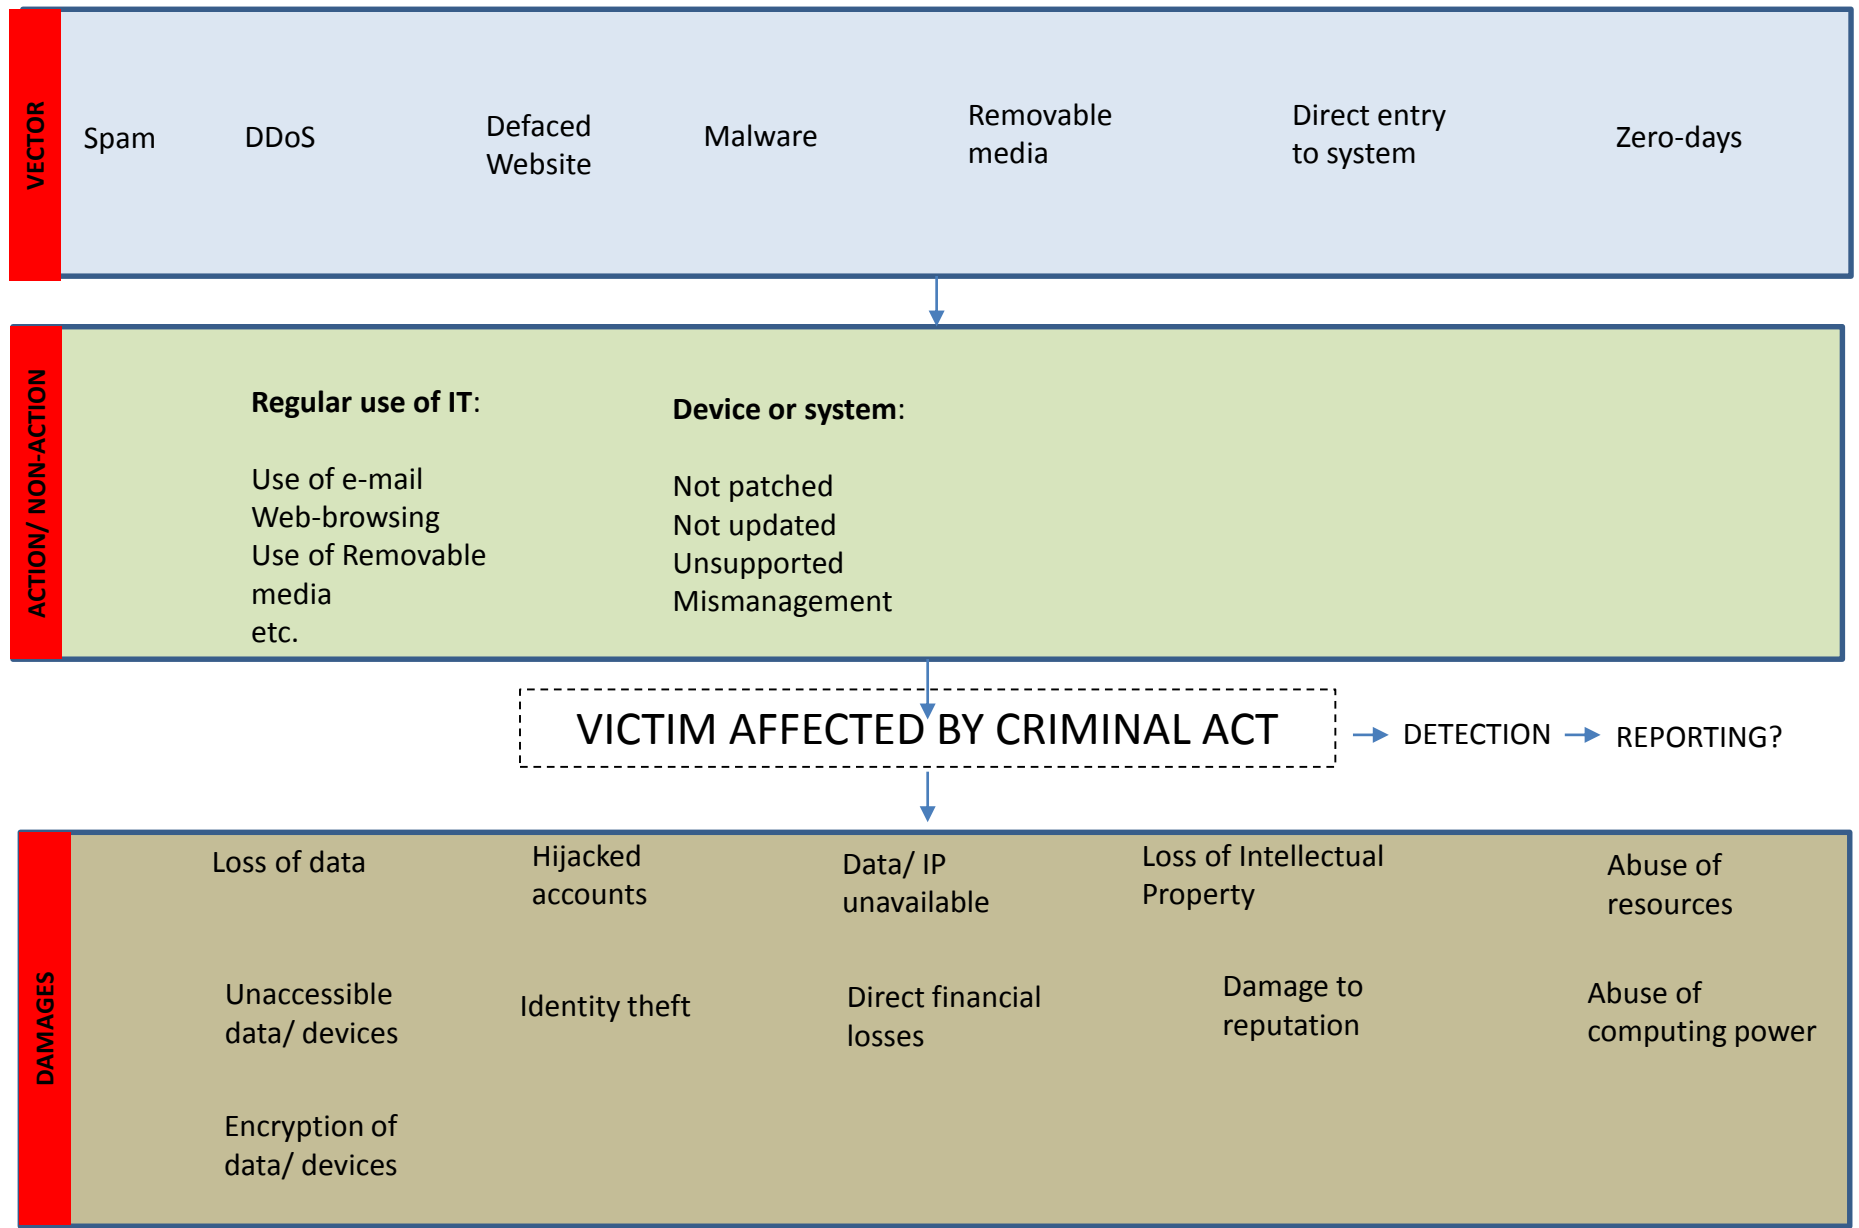 VECTOR
Spam
DDoS
Defaced
Website
Malware
Removable
media
Direct entry
to system
Zero-days
ACTION/ NON-ACTION
Regular use of IT:
Use of e-mail
Web-browsing
Use of Removable
media
etc.
Device or system:
Not patched
Not updated
Unsupported
Mismanagement
VICTIM AFFECTED BY CRIMINAL ACT
DETECTION
REPORTING?
DAMAGES
Loss of data
Hijacked
accounts
Data/ IP
unavailable
Loss of Intellectual
Property
Abuse of
resources
Unaccessible
data/ devices
Identity theft
Direct financial
losses
Damage to
reputation
Abuse of
computing power
Encryption of
data/ devices